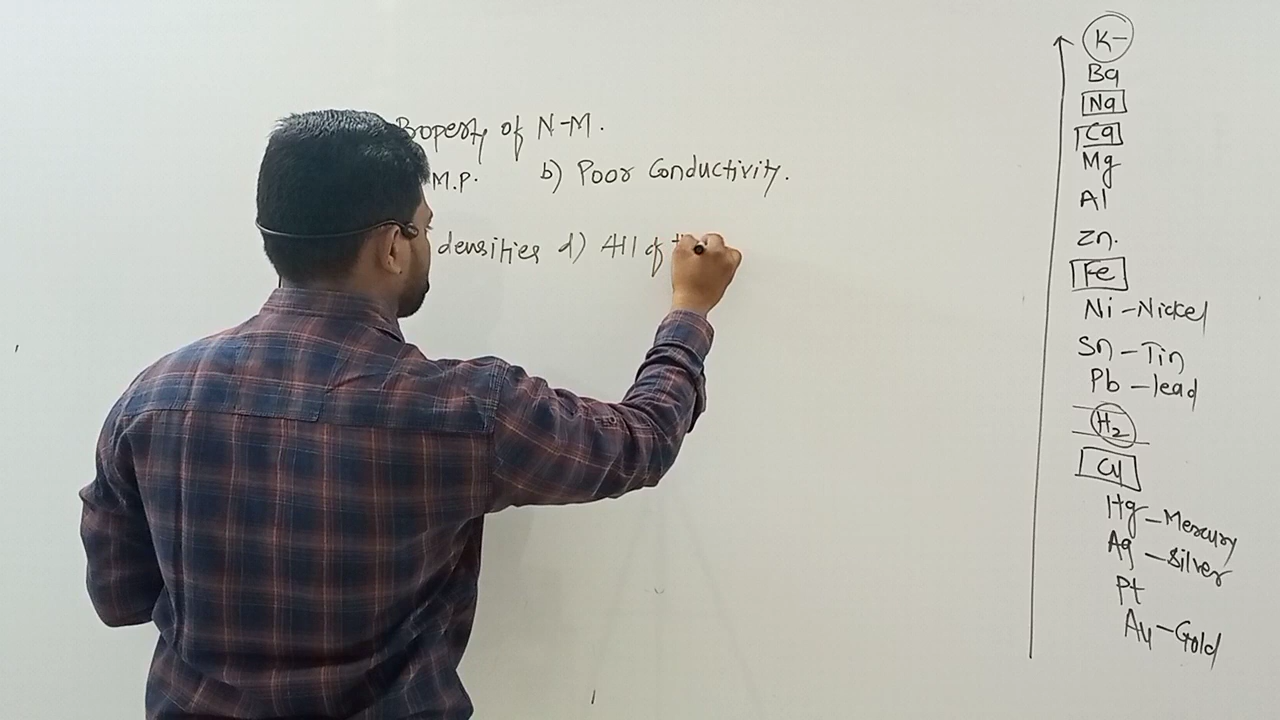 Property of N-M.
M.P. b) Poor Conductivity.
densities d) All of
K
Ba
Na
Ca
Mg
Al
Zn.
Fe
Ni - Nickel
Sn - Tin
Pb - lead
H₂
Cu
Hg - Mercury
Ag - Silver
Pt
Au - Gold